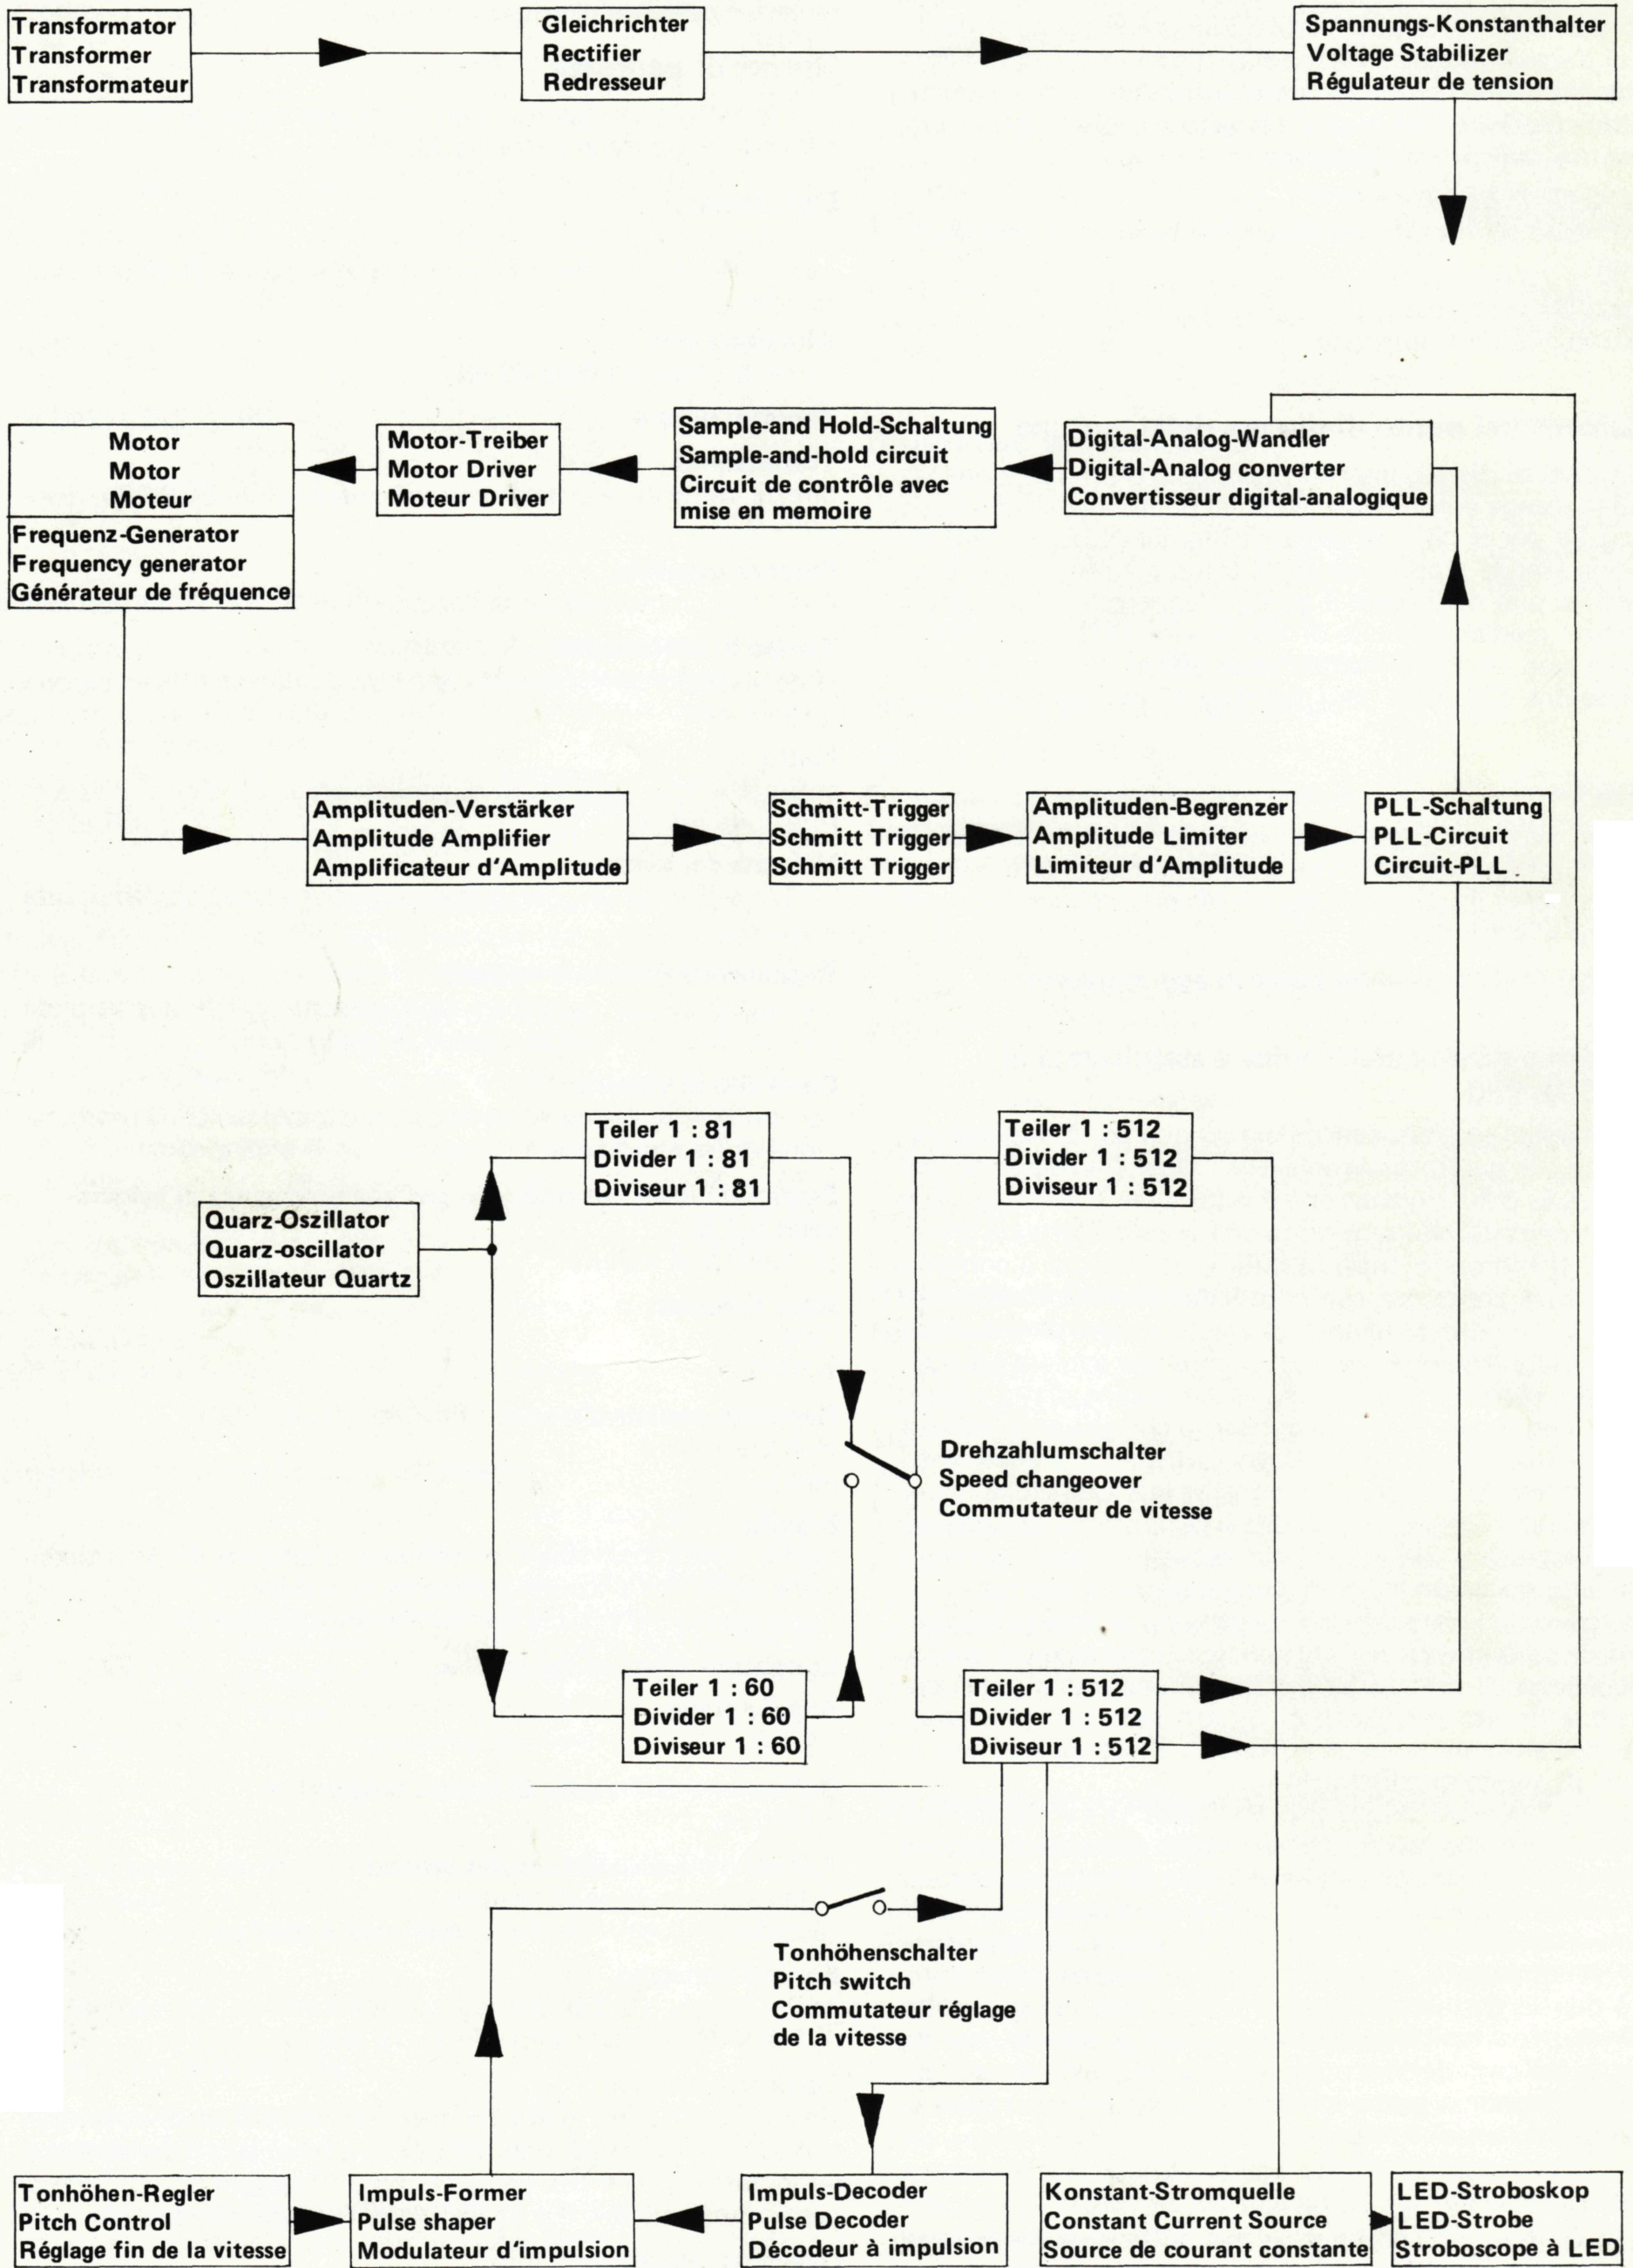 Transformator
Transformer
Transformateur
Gleichrichter
Rectifier
Redresseur
Spannungs-Konstanthalter
Voltage Stabilizer
Régulateur de tension
Motor
Motor
Moteur
Frequenz-Generator
Frequency generator
Générateur de fréquence
Motor-Treiber
Motor Driver
Moteur Driver
Sample-and Hold-Schaltung
Sample-and-hold circuit
Circuit de contrôle avec
mise en memoire
Digital-Analog-Wandler
Digital-Analog converter
Convertisseur digital-analogique
Amplituden-Verstärker
Amplitude Amplifier
Amplificateur d'Amplitude
Schmitt-Trigger
Schmitt Trigger
Schmitt Trigger
Amplituden-Begrenzer
Amplitude Limiter
Limiteur d'Amplitude
PLL-Schaltung
PLL-Circuit
Circuit-PLL
Teiler 1 : 81
Divider 1 : 81
Diviseur 1 : 81
Teiler 1 : 512
Divider 1 : 512
Diviseur 1 : 512
Quarz-Oszillator
Quarz-oscillator
Oszillateur Quartz
Drehzahlumschalter
Speed changeover
Commutateur de vitesse
Teiler 1 : 60
Divider 1 : 60
Diviseur 1 : 60
Teiler 1 : 512
Divider 1 : 512
Diviseur 1 : 512
Tonhöhenschalter
Pitch switch
Commutateur réglage
de la vitesse
Tonhöhen-Regler
Pitch Control
Réglage fin de la vitesse
Impuls-Former
Pulse shaper
Modulateur d'impulsion
Impuls-Decoder
Pulse Decoder
Décodeur à impulsion
Konstant-Stromquelle
Constant Current Source
Source de courant constante
LED-Stroboskop
LED-Strobe
Stroboscope à LED